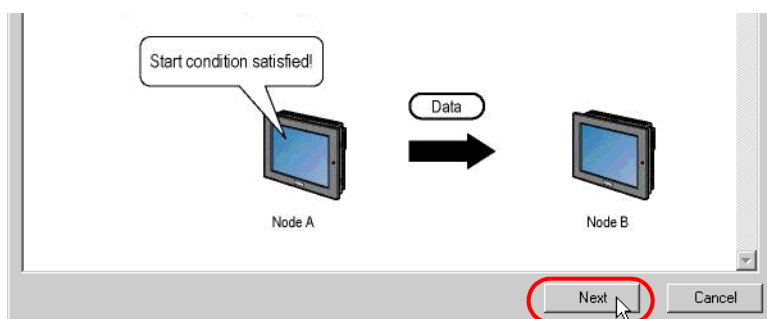 Start condition satisfied!
Data
Node A
Node B
Next
Cancel